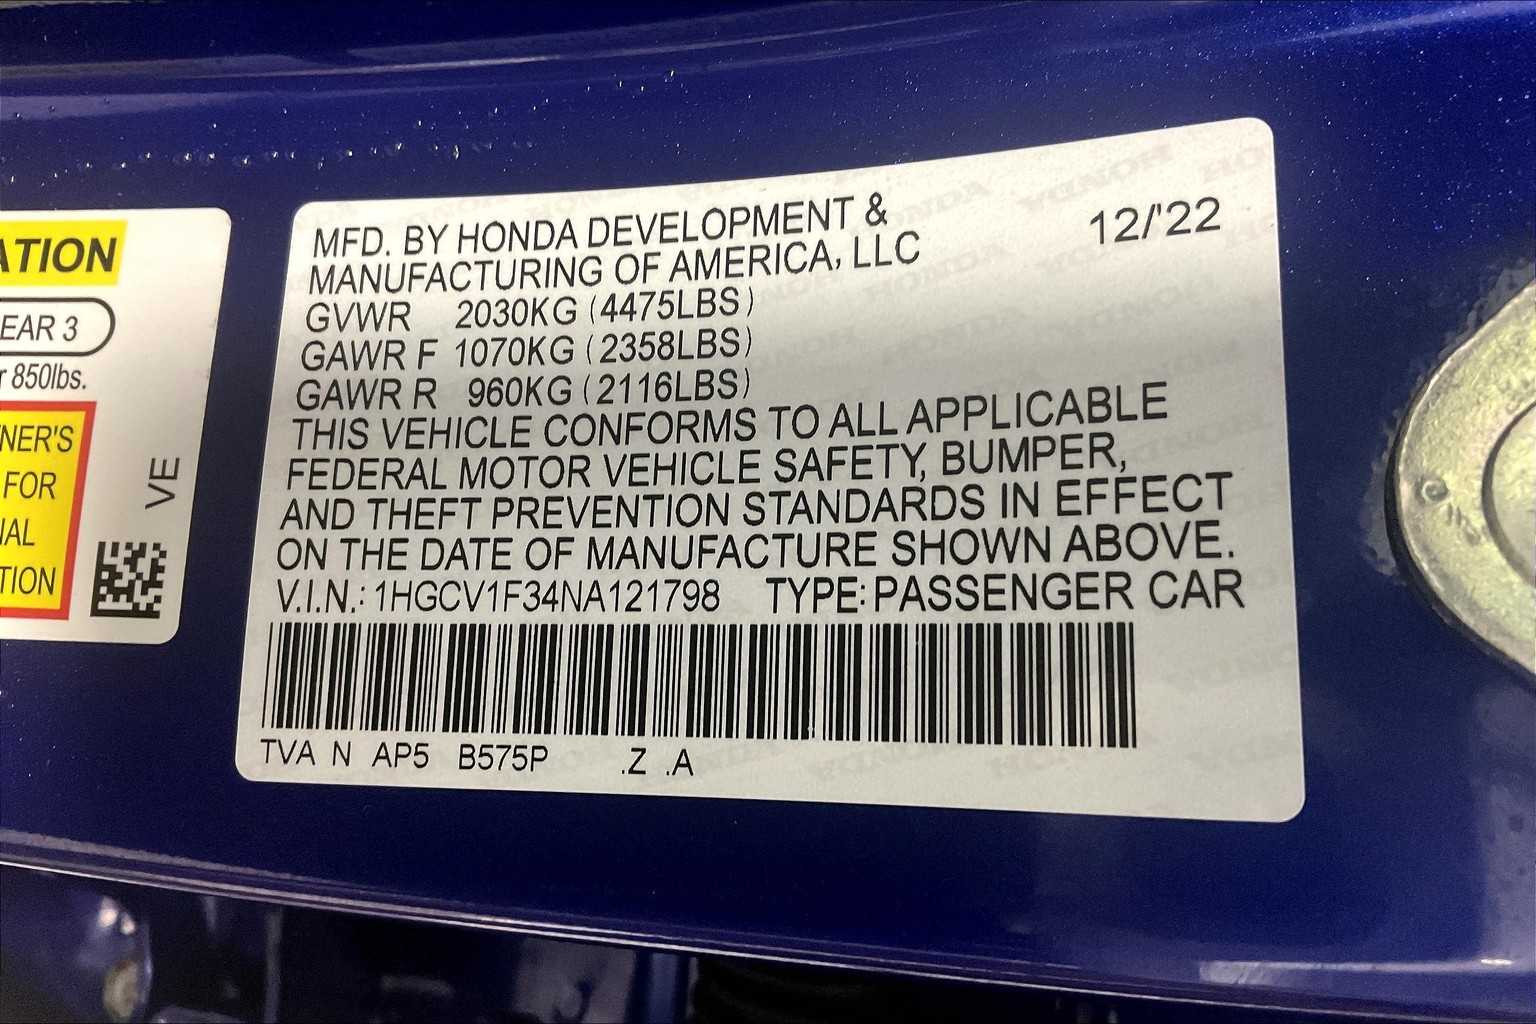 ATION
EAR 3
r 850lbs.
NER'S
FOR
NAL
TION
VE
MFD. BY HONDA DEVELOPMENT &
MANUFACTURING OF AMERICA, LLC
12/'22
GVWR 2030KG (4475LBS)
GAWR F 1070KG (2358LBS)
GAWR R 960KG (2116LBS)
THIS VEHICLE CONFORMS TO ALL APPLICABLE
FEDERAL MOTOR VEHICLE SAFETY, BUMPER,
AND THEFT PREVENTION STANDARDS IN EFFECT
ON THE DATE OF MANUFACTURE SHOWN ABOVE.
V.I.N.: 1HGCV1F34NA121798 TYPE: PASSENGER CAR
TVA N AP5 B575P .Z .A